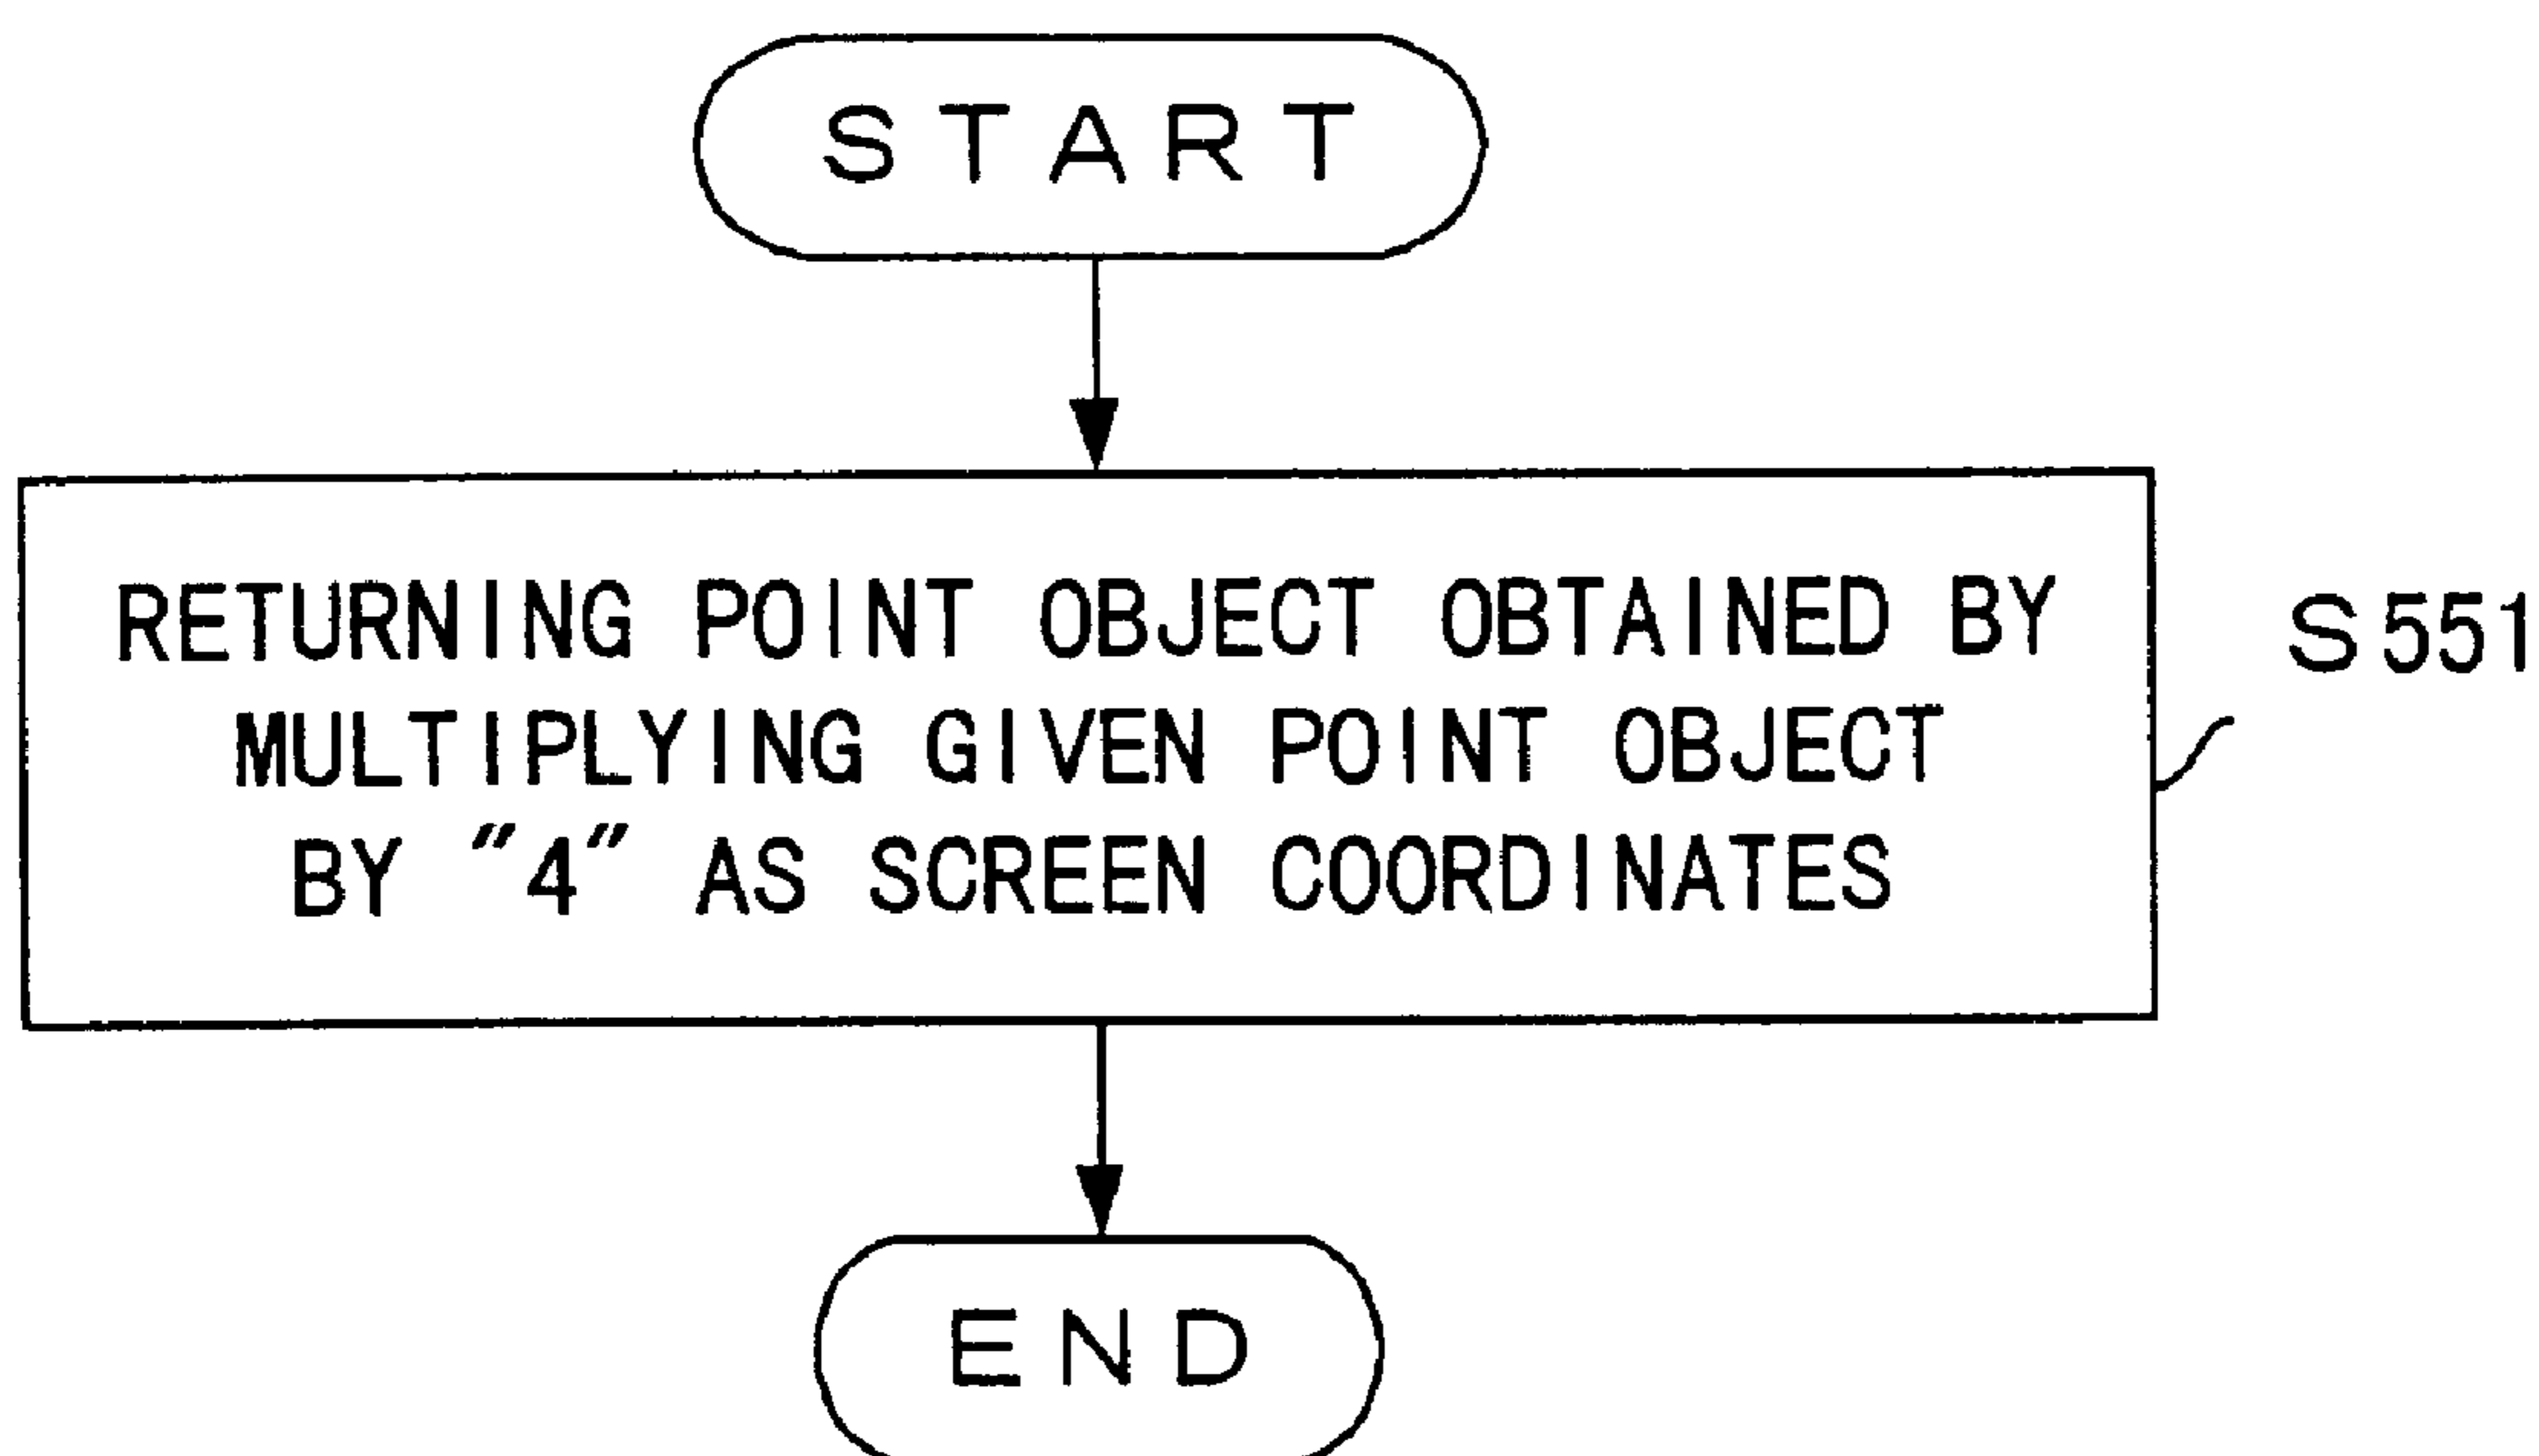 START
RETURNING POINT OBJECT OBTAINED BY
S551
MULTIPLYING GIVEN POINT OBJECT
BY "4" AS SCREEN COORDINATES
END